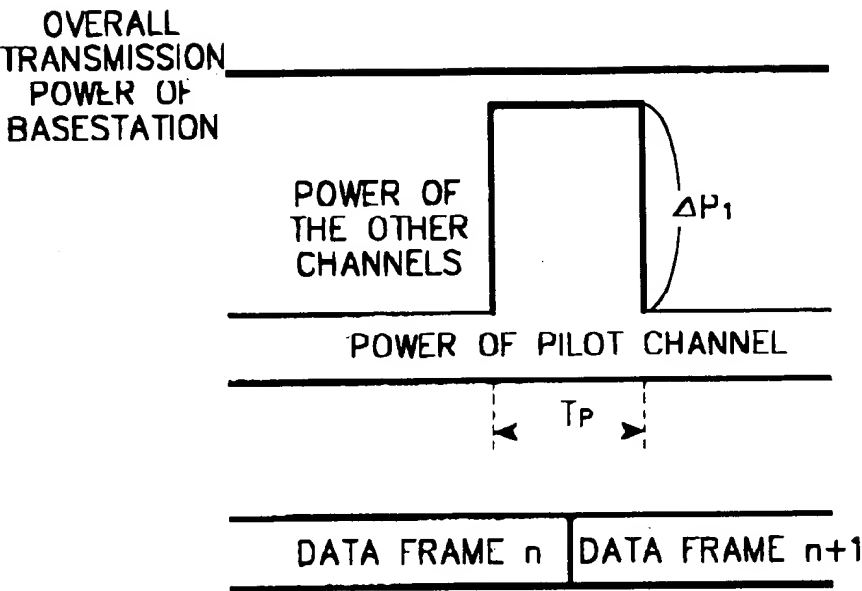 OVERALL
TRANSMISSION
POWER OF
BASESTATION
POWER OF
THE OTHER
CHANNELS
ΔP1
POWER OF PILOT CHANNEL
TP
DATA FRAME n DATA FRAME n+1